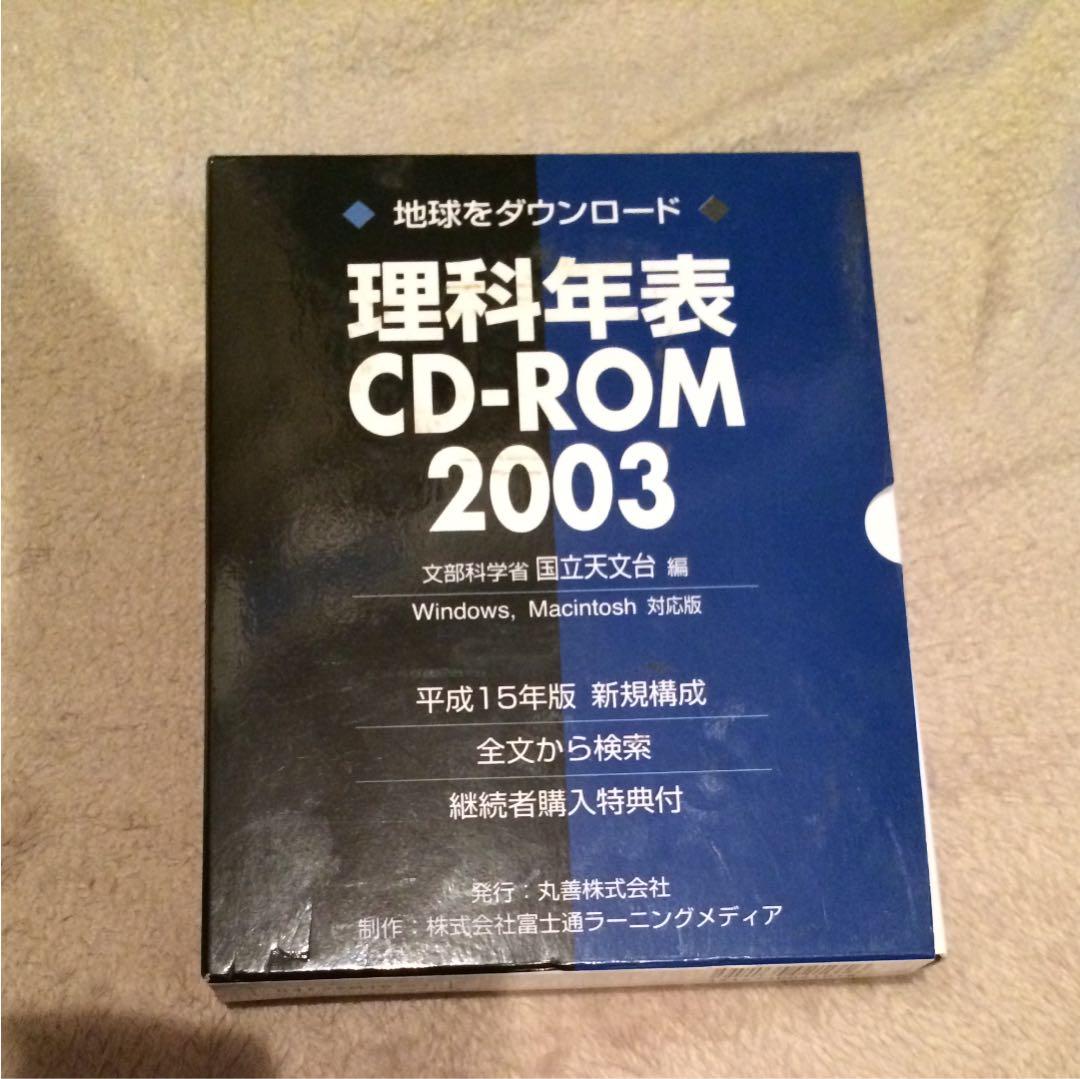 ◆ 地球をダウンロード ◆
理科年表
CD-ROM
2003
文部科学省 国立天文台 編
Windows, Macintosh 対応版
平成15年版 新規構成
全文から検索
継続者購入特典付
発行：丸善株式会社
制作：株式会社富士通ラーニングメディア